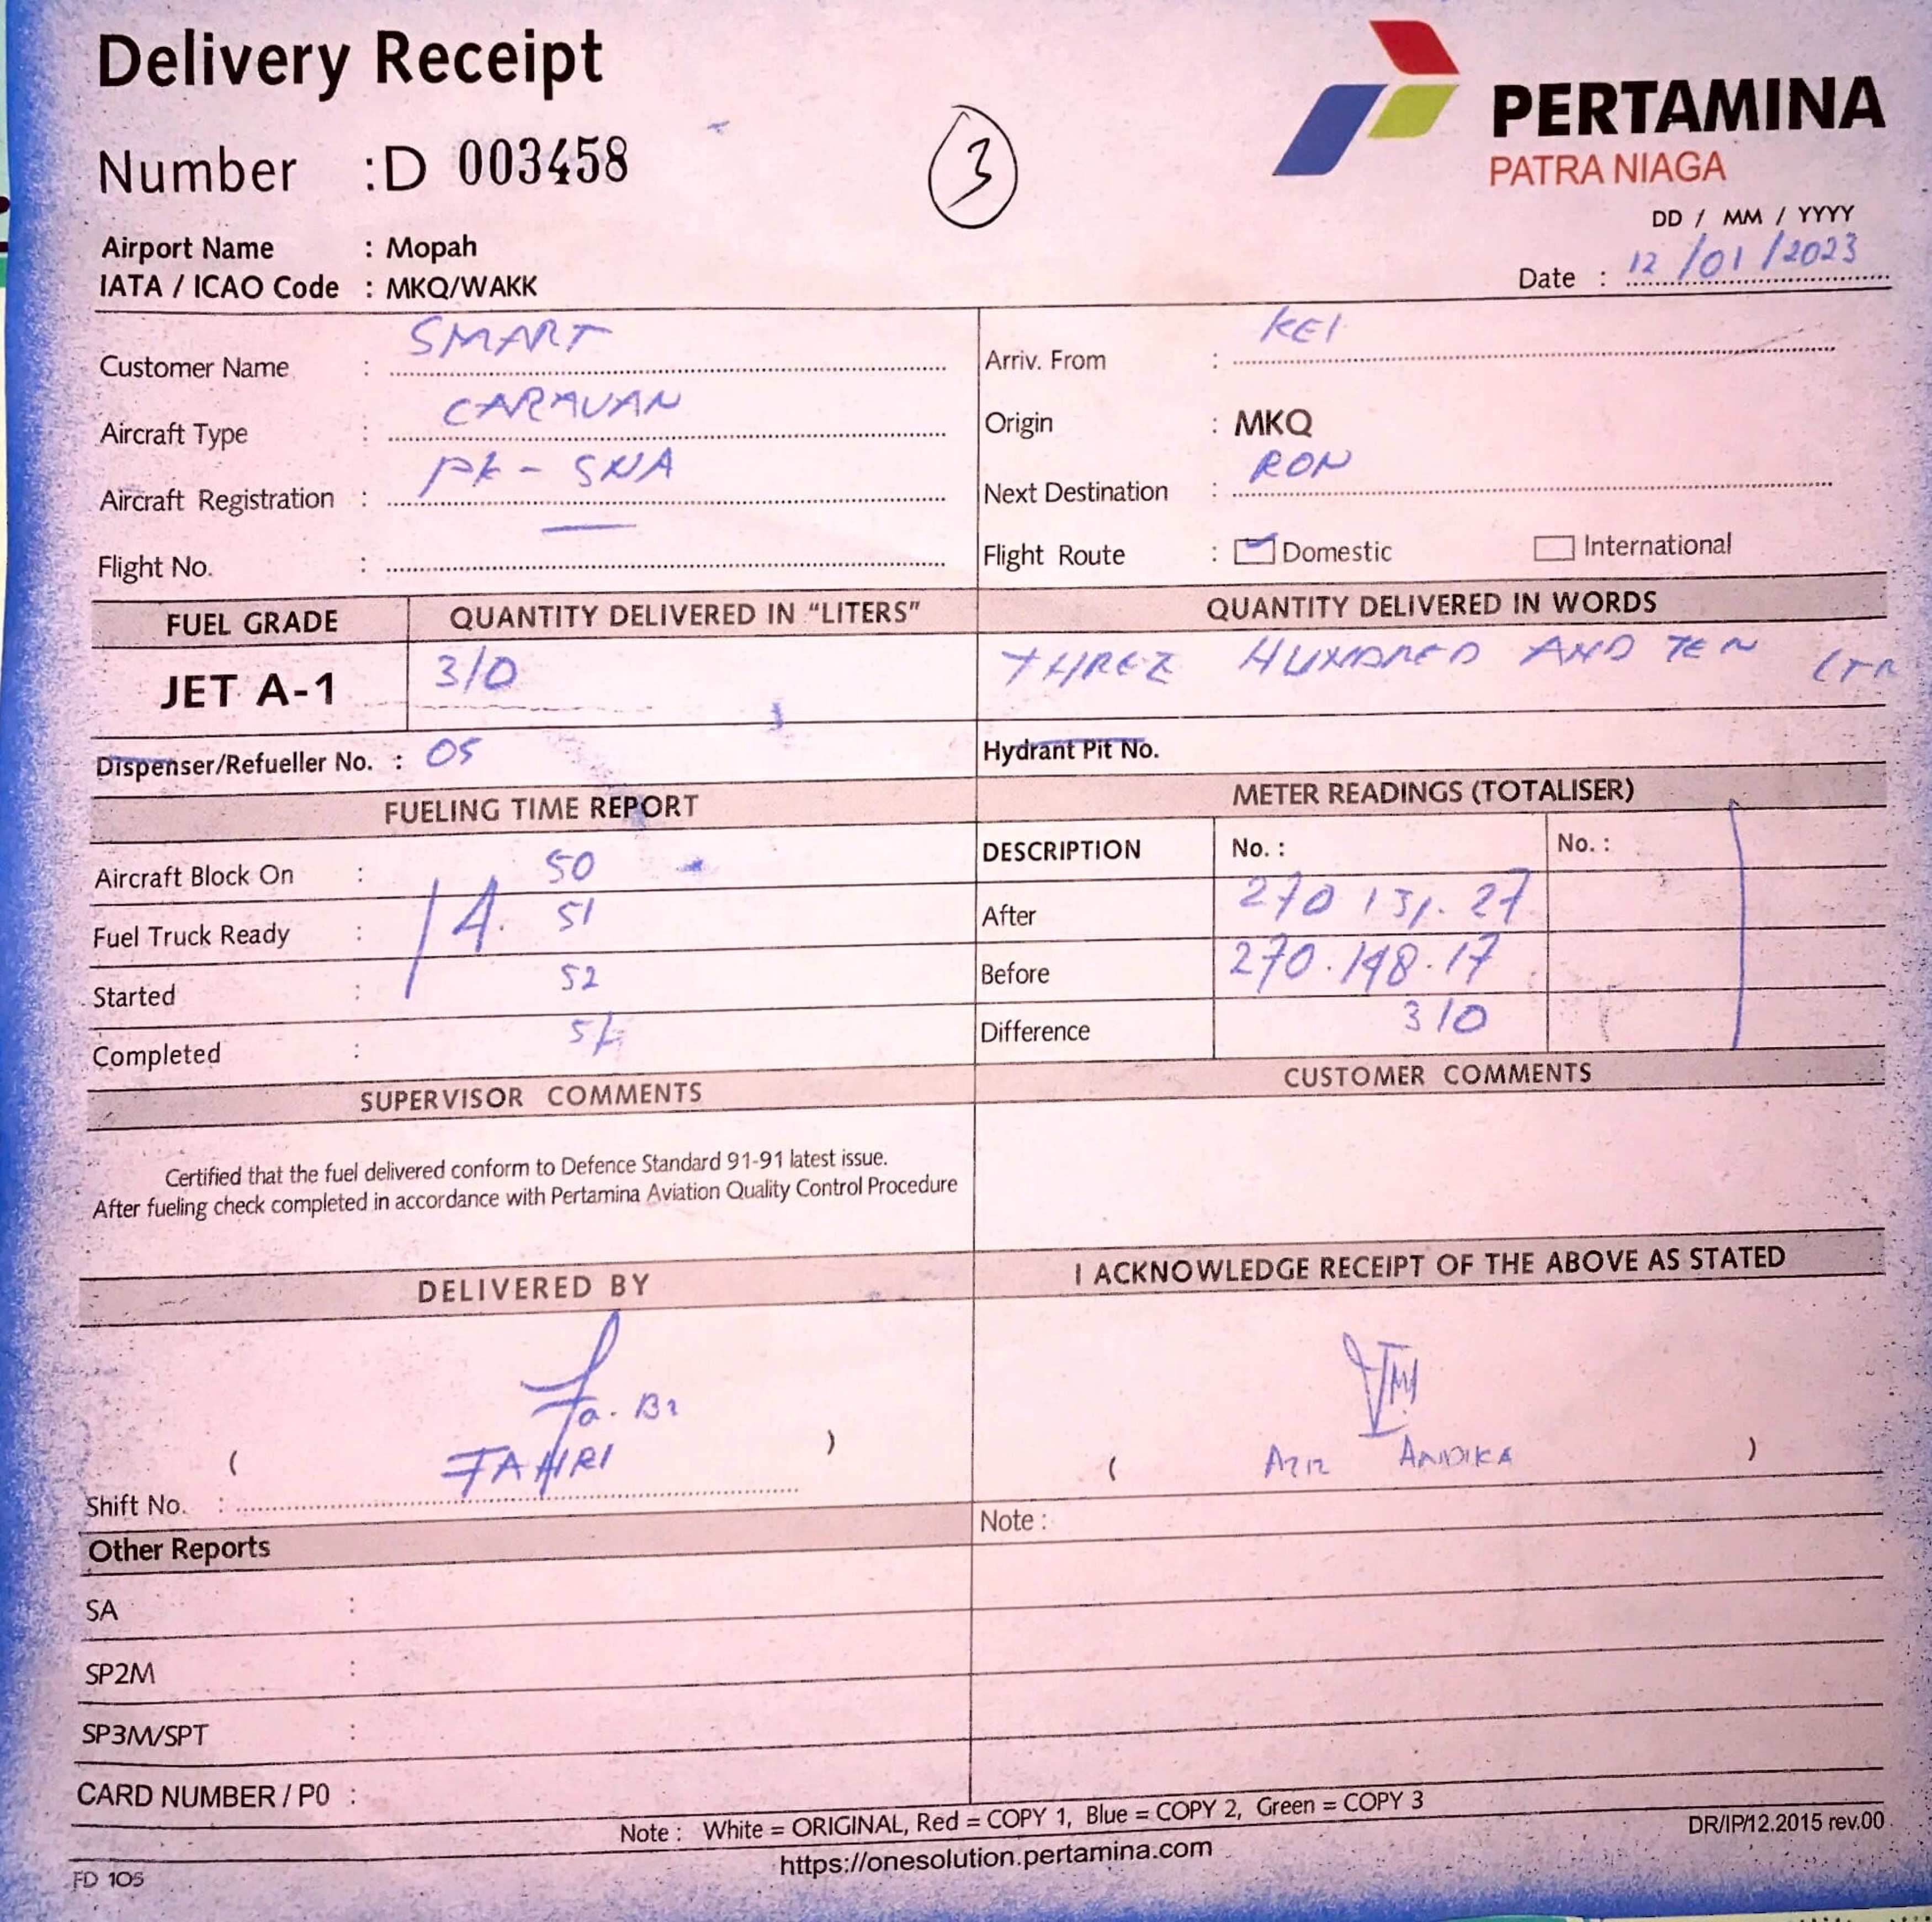 Delivery Receipt
PERTAMINA
PATRA NIAGA
Number : D 003458
3
DD / MM / YYYY
Date : 12/01/2023
Airport Name : Mopah
IATA / ICAO Code : MKQ/WAKK
Customer Name : SMART
Arriv. From : KEI
Aircraft Type : CARAVAN
Origin : MKQ
Aircraft Registration : PK - SNA
Next Destination : RON
Flight No. : —
Flight Route : Domestic International
FUEL GRADE QUANTITY DELIVERED IN "LITERS" QUANTITY DELIVERED IN WORDS
JET A-1 310 THREE HUNDRED AND TEN LTR
Dispenser/Refueller No. : 05 Hydrant Pit No.
FUELING TIME REPORT METER READINGS (TOTALISER)
DESCRIPTION No. : No. :
Aircraft Block On : 50
Fuel Truck Ready : 14. 51
After 270 131. 27
Started : 52
Before 270.198.17
Completed :
Difference 310
SUPERVISOR COMMENTS CUSTOMER COMMENTS
Certified that the fuel delivered conform to Defence Standard 91-91 latest issue.
After fueling check completed in accordance with Pertamina Aviation Quality Control Procedure
DELIVERED BY I ACKNOWLEDGE RECEIPT OF THE ABOVE AS STATED
( FAHRI )
( ANDIKA )
Shift No. :
Note :
Other Reports
SA :
SP2M :
SP3M/SPT :
CARD NUMBER / P0 :
Note : White = ORIGINAL, Red = COPY 1, Blue = COPY 2, Green = COPY 3
DR/IP/12.2015 rev.00
https://onesolution.pertamina.com
FD 105